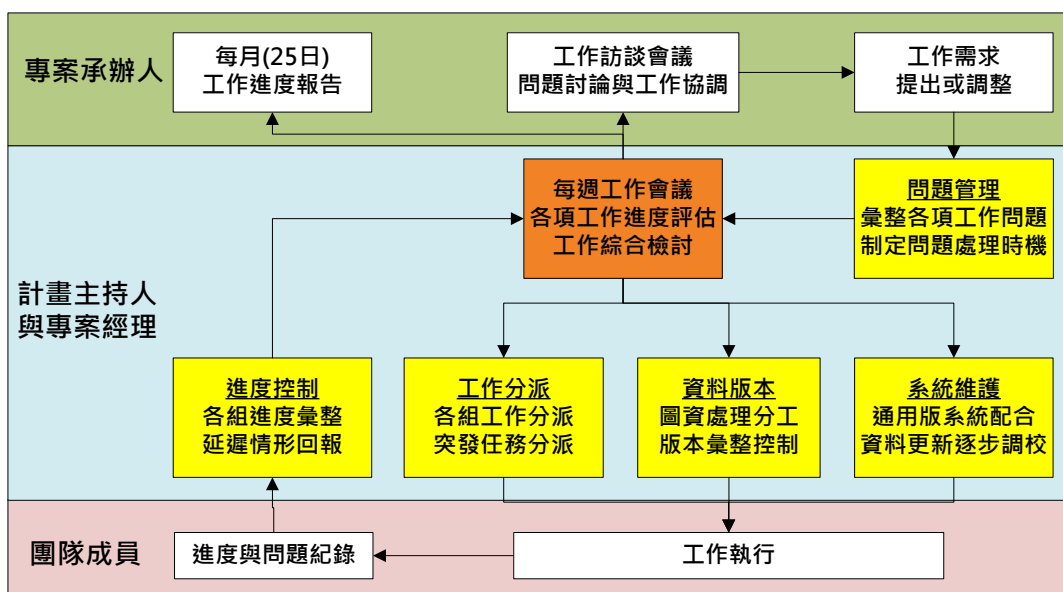 專案承辦人
每月(25日)
工作進度報告
工作訪談會議
問題討論與工作協調
工作需求
提出或調整
計畫主持人
與專案經理
每週工作會議
各項工作進度評估
工作綜合檢討
問題管理
彙整各項工作問題
制定問題處理時機
進度控制
各組進度彙整
延遲情形回報
工作分派
各組工作分派
突發任務分派
資料版本
圖資處理分工
版本彙整控制
系統維護
通用版系統配合
資料更新逐步調校
團隊成員
進度與問題紀錄
工作執行